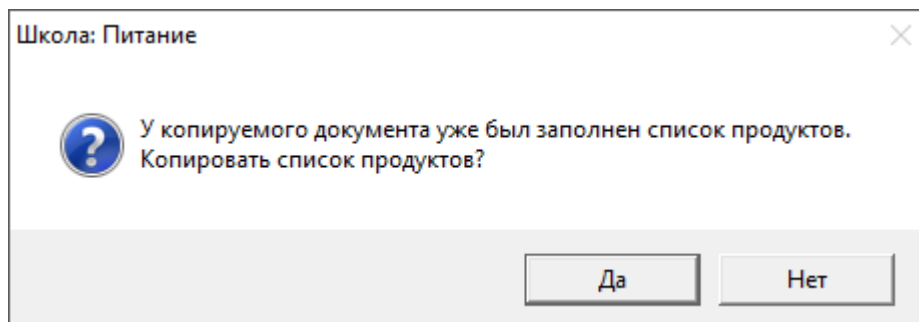 Школа: Питание
У копируемого документа уже был заполнен список продуктов.
Копировать список продуктов?
Да
Нет